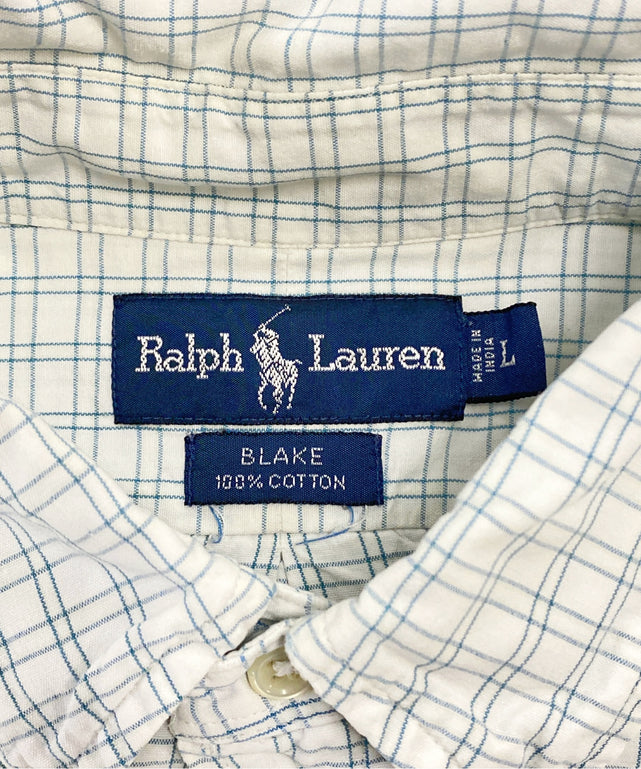 Ralph Lauren
MADE IN
INDIA
L
BLAKE
100% COTTON